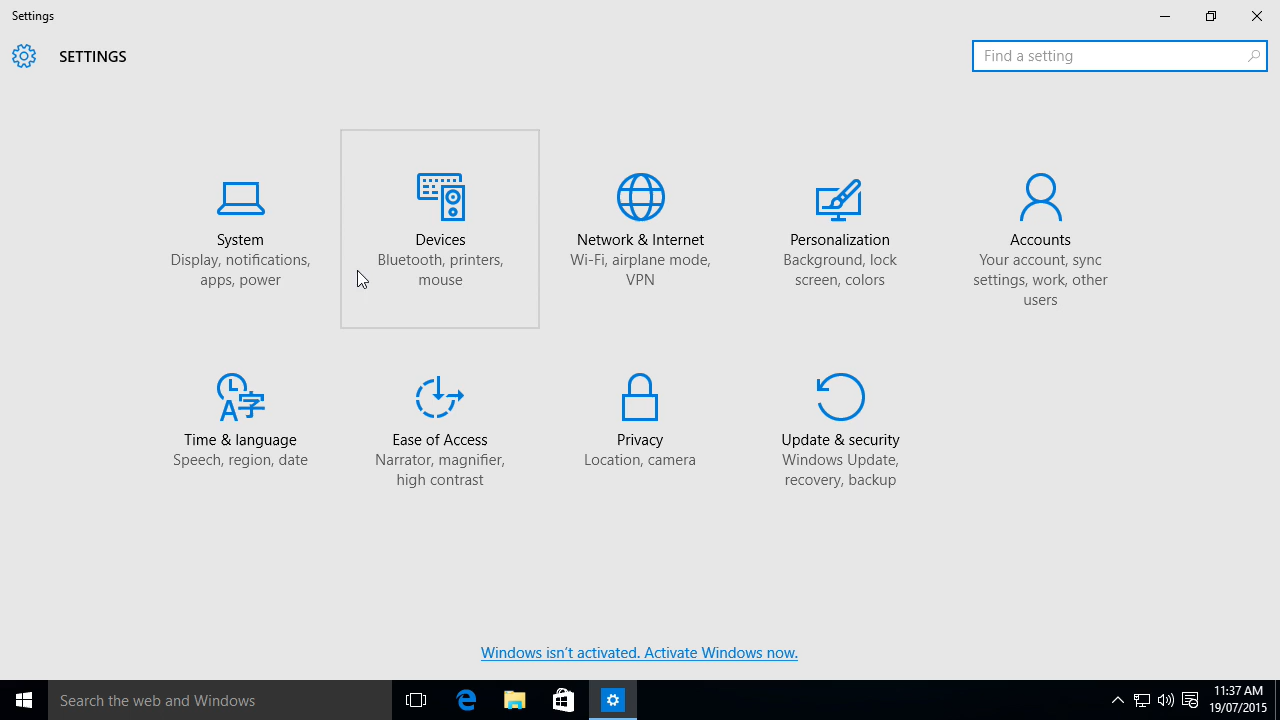 Settings
SETTINGS
Find a setting
System
Display, notifications,
apps, power
Devices
Bluetooth, printers,
mouse
Network & Internet
Wi-Fi, airplane mode,
VPN
Personalization
Background, lock
screen, colors
Accounts
Your account, sync
settings, work, other
users
Time & language
Speech, region, date
Ease of Access
Narrator, magnifier,
high contrast
Privacy
Location, camera
Update & security
Windows Update,
recovery, backup
Windows isn't activated. Activate Windows now.
Search the web and Windows
11:37 AM
19/07/2015